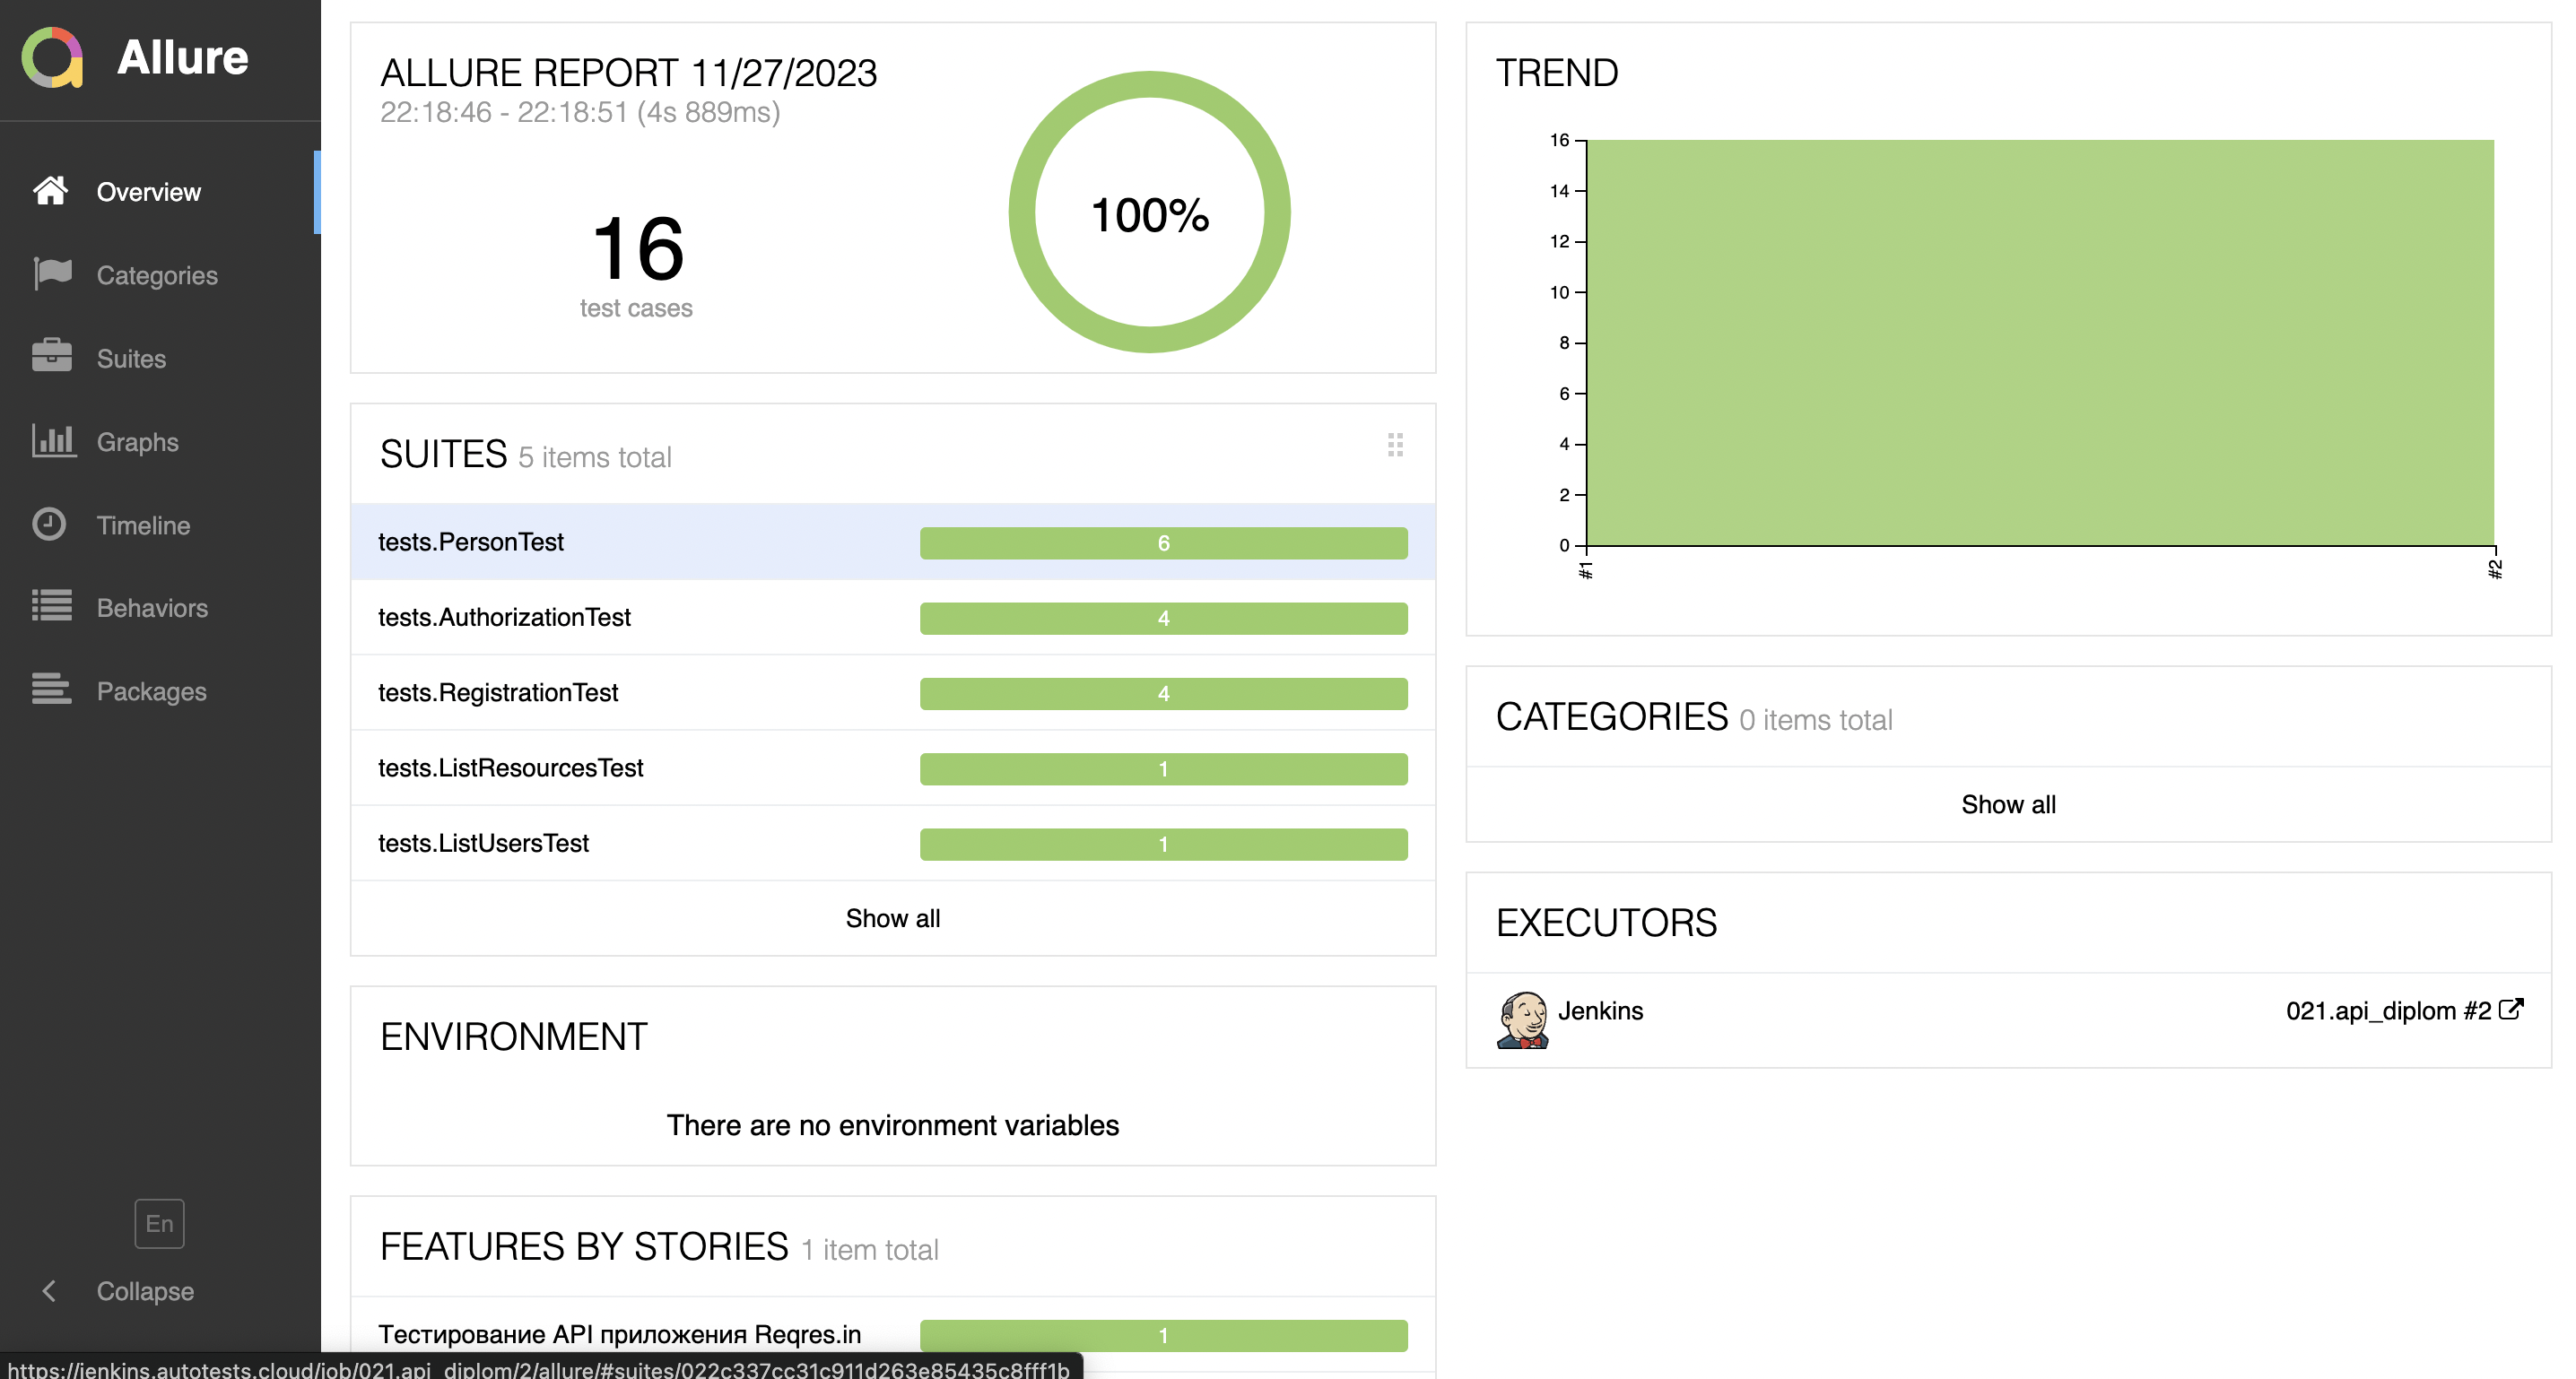 Allure
Overview
Categories
Suites
Graphs
Timeline
Behaviors
Packages
En
Collapse
ALLURE REPORT 11/27/2023
22:18:46 - 22:18:51 (4s 889ms)
16
test cases
100%
SUITES 5 items total
tests.PersonTest 6
tests.AuthorizationTest 4
tests.RegistrationTest 4
tests.ListResourcesTest 1
tests.ListUsersTest 1
Show all
ENVIRONMENT
There are no environment variables
FEATURES BY STORIES 1 item total
Тестирование API приложения Reqres.in 1
TREND
16
14
12
10
8
6
4
2
0
#1
#2
CATEGORIES 0 items total
Show all
EXECUTORS
Jenkins 021.api_diplom #2
https://jenkins.autotests.cloud/job/021.api_diplom/2/allure/#suites/022c337cc31c911d263e85435c8fff1b